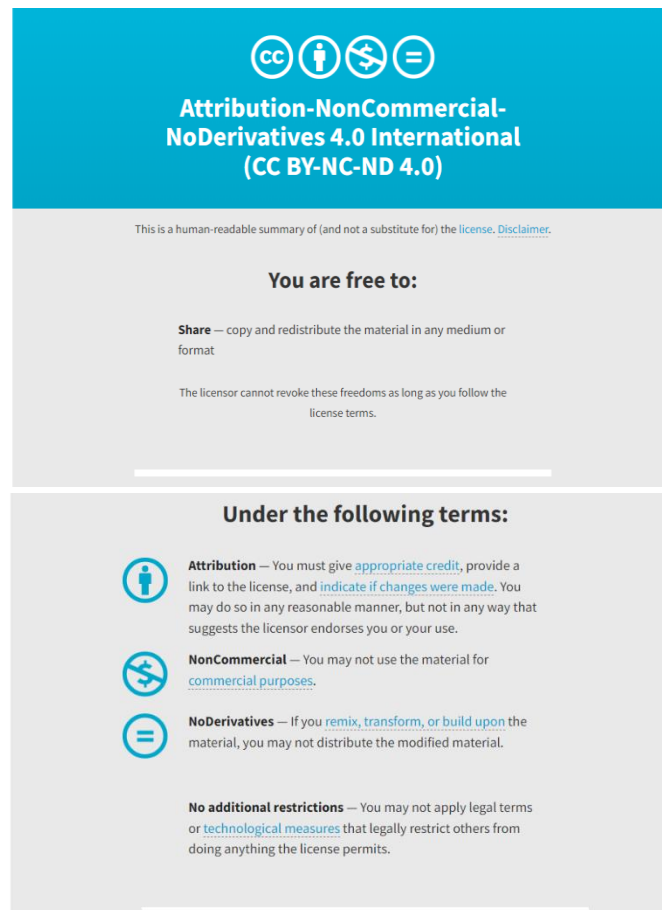 cc
Attribution-NonCommercial-
NoDerivatives 4.0 International
(CC BY-NC-ND 4.0)
This is a human-readable summary of (and not a substitute for) the license. Disclaimer.
You are free to:
Share — copy and redistribute the material in any medium or
format
The licensor cannot revoke these freedoms as long as you follow the
license terms.
Under the following terms:
Attribution — You must give appropriate credit, provide a
link to the license, and indicate if changes were made. You
may do so in any reasonable manner, but not in any way that
suggests the licensor endorses you or your use.
NonCommercial — You may not use the material for
commercial purposes.
NoDerivatives — If you remix, transform, or build upon the
material, you may not distribute the modified material.
No additional restrictions — You may not apply legal terms
or technological measures that legally restrict others from
doing anything the license permits.